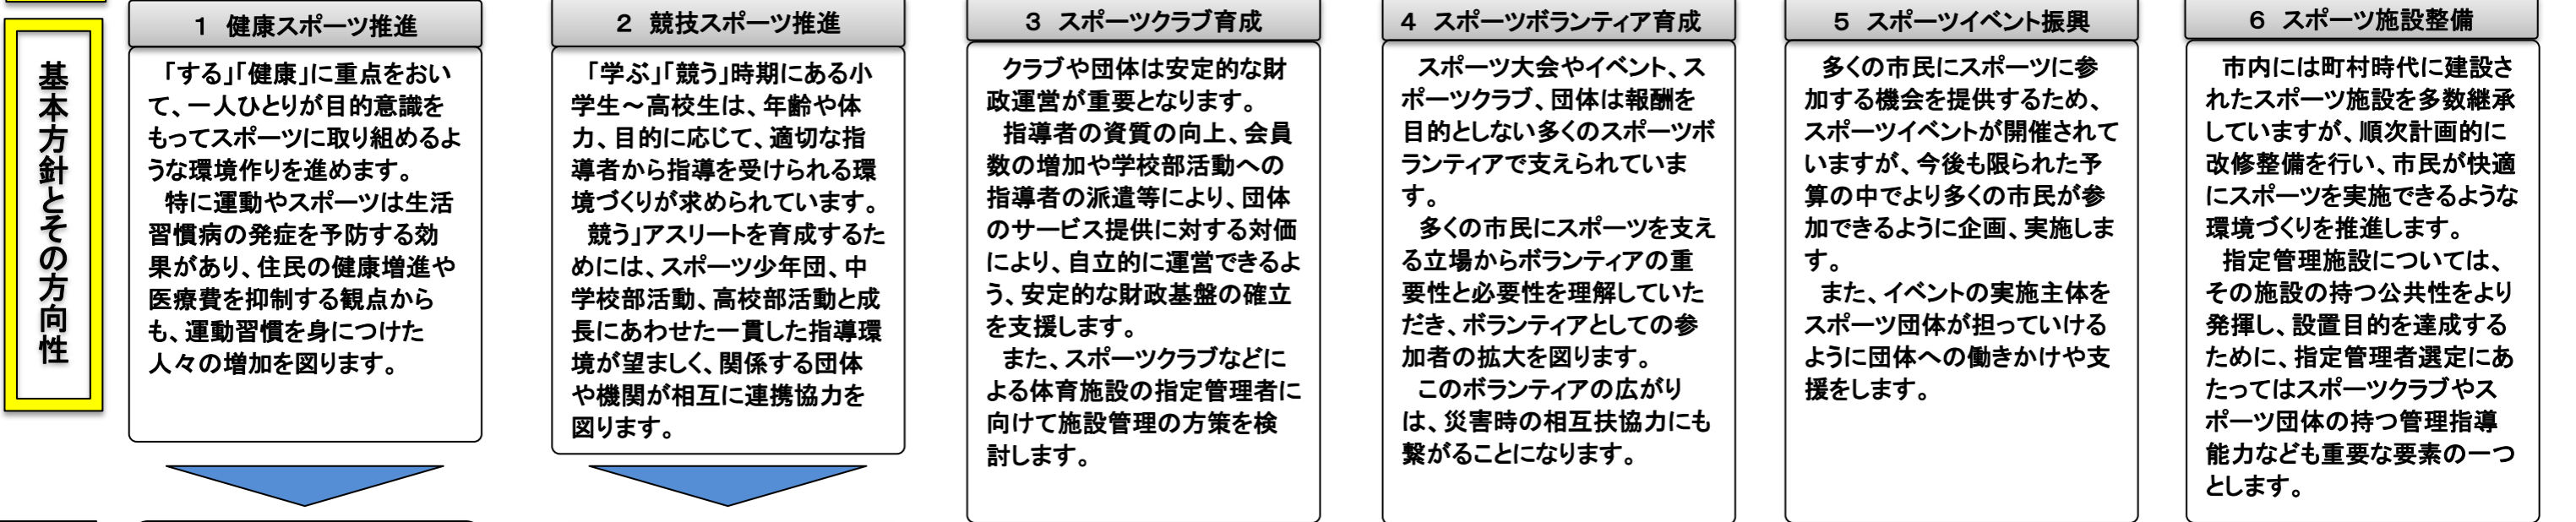 基本方針とその方向性
1 健康スポーツ推進
「する」「健康」に重点をおい
て、一人ひとりが目的意識を
もってスポーツに取り組めるよ
うな環境作りを進めます。
特に運動やスポーツは生活
習慣病の発症を予防する効
果があり、住民の健康増進や
医療費を抑制する観点から
も、運動習慣を身につけた
人々の増加を図ります。
2 競技スポーツ推進
「学ぶ」「競う」時期にある小
学生～高校生は、年齢や体
力、目的に応じて、適切な指
導者から指導を受けられる環
境づくりが求められています。
競う」アスリートを育成するた
めには、スポーツ少年団、中
学校部活動、高校部活動と成
長にあわせた一貫した指導環
境が望ましく、関係する団体
や機関が相互に連携協力を
図ります。
3 スポーツクラブ育成
クラブや団体は安定的な財
政運営が重要となります。
指導者の資質の向上、会員
数の増加や学校部活動への
指導者の派遣等により、団体
のサービス提供に対する対価
により、自立的に運営できるよ
う、安定的な財政基盤の確立
を支援します。
また、スポーツクラブなどに
よる体育施設の指定管理者に
向けて施設管理の方策を検
討します。
4 スポーツボランティア育成
スポーツ大会やイベント、ス
ポーツクラブ、団体は報酬を
目的としない多くのスポーツボ
ランティアで支えられていま
す。
多くの市民にスポーツを支え
る立場からボランティアの重
要性と必要性を理解していた
だき、ボランティアとしての参
加者の拡大を図ります。
このボランティアの広がり
は、災害時の相互扶協力にも
繋がることになります。
5 スポーツイベント振興
多くの市民にスポーツに参
加する機会を提供するため、
スポーツイベントが開催されて
いますが、今後も限られた予
算の中でより多くの市民が参
加できるように企画、実施しま
す。
また、イベントの実施主体を
スポーツ団体が担っていける
ように団体への働きかけや支
援をします。
6 スポーツ施設整備
市内には町村時代に建設さ
れたスポーツ施設を多数継承
していますが、順次計画的に
改修整備を行い、市民が快適
にスポーツを実施できるような
環境づくりを推進します。
指定管理施設については、
その施設の持つ公共性をより
発揮し、設置目的を達成する
ために、指定管理者選定にあ
たってはスポーツクラブやス
ポーツ団体の持つ管理指導
能力なども重要な要素の一つ
とします。